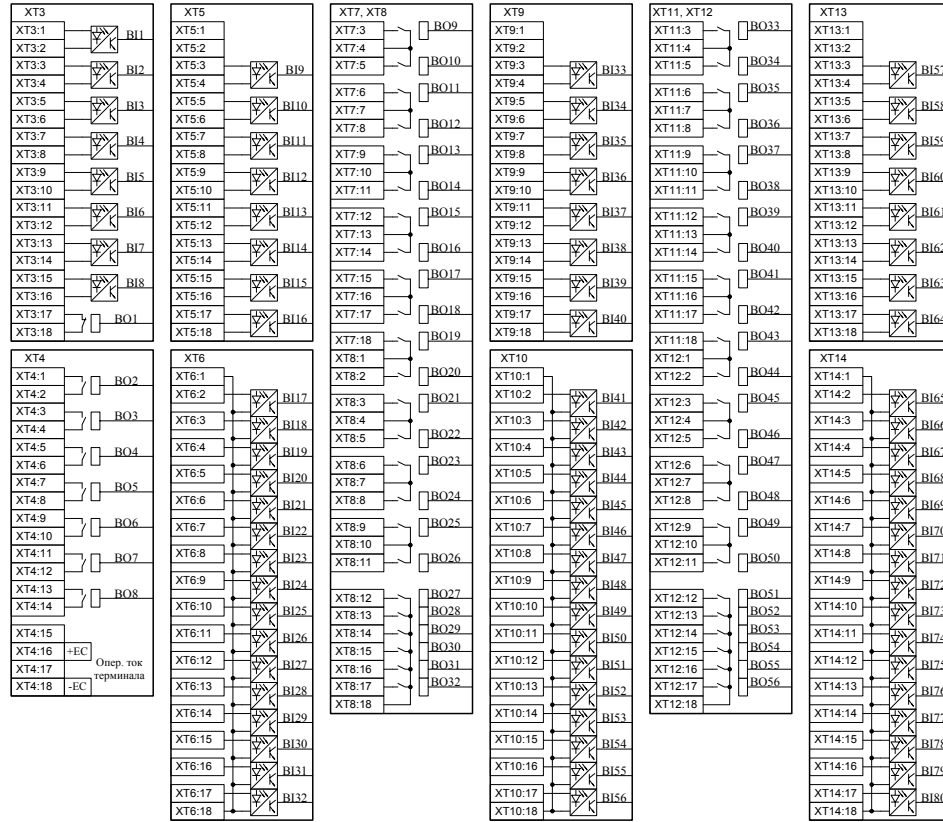 XT3
XT3:1
XT3:2
BI1
XT3:3
XT3:4
BI2
XT3:5
XT3:6
BI3
XT3:7
XT3:8
BI4
XT3:9
XT3:10
BI5
XT3:11
XT3:12
BI6
XT3:13
XT3:14
BI7
XT3:15
XT3:16
BI8
XT3:17
XT3:18
BO1
XT4
XT4:1
XT4:2
BO2
XT4:3
XT4:4
BO3
XT4:5
XT4:6
BO4
XT4:7
XT4:8
BO5
XT4:9
XT4:10
BO6
XT4:11
XT4:12
BO7
XT4:13
XT4:14
BO8
XT4:15
XT4:16 +EC
XT4:17
XT4:18 -EC
Опер. ток
терминала
XT5
XT5:1
XT5:2
XT5:3
XT5:4
BI9
XT5:5
XT5:6
BI10
XT5:7
XT5:8
BI11
XT5:9
XT5:10
BI12
XT5:11
XT5:12
BI13
XT5:13
XT5:14
BI14
XT5:15
XT5:16
BI15
XT5:17
XT5:18
BI16
XT6
XT6:1
XT6:2
BI17
XT6:3
BI18
XT6:4
BI19
XT6:5
BI20
XT6:6
BI21
XT6:7
BI22
XT6:8
BI23
XT6:9
BI24
XT6:10
BI25
XT6:11
BI26
XT6:12
BI27
XT6:13
BI28
XT6:14
BI29
XT6:15
BI30
XT6:16
BI31
XT6:17
XT6:18
BI32
XT7, XT8
XT7:3
BO9
XT7:4
XT7:5
BO10
XT7:6
BO11
XT7:7
XT7:8
BO12
XT7:9
BO13
XT7:10
XT7:11
BO14
XT7:12
BO15
XT7:13
XT7:14
BO16
XT7:15
BO17
XT7:16
XT7:17
BO18
XT7:18
BO19
XT8:1
XT8:2
BO20
XT8:3
BO21
XT8:4
XT8:5
BO22
XT8:6
BO23
XT8:7
XT8:8
BO24
XT8:9
BO25
XT8:10
XT8:11
BO26
XT8:12
BO27
XT8:13
BO28
XT8:14
BO29
XT8:15
BO30
XT8:16
BO31
XT8:17
BO32
XT8:18
XT9
XT9:1
XT9:2
XT9:3
XT9:4
BI33
XT9:5
XT9:6
BI34
XT9:7
XT9:8
BI35
XT9:9
XT9:10
BI36
XT9:11
XT9:12
BI37
XT9:13
XT9:14
BI38
XT9:15
XT9:16
BI39
XT9:17
XT9:18
BI40
XT10
XT10:1
XT10:2
BI41
XT10:3
BI42
XT10:4
BI43
XT10:5
BI44
XT10:6
BI45
XT10:7
BI46
XT10:8
BI47
XT10:9
BI48
XT10:10
BI49
XT10:11
BI50
XT10:12
BI51
XT10:13
BI52
XT10:14
BI53
XT10:15
BI54
XT10:16
BI55
XT10:17
XT10:18
BI56
XT11, XT12
XT11:3
BO33
XT11:4
XT11:5
BO34
XT11:6
BO35
XT11:7
XT11:8
BO36
XT11:9
BO37
XT11:10
XT11:11
BO38
XT11:12
BO39
XT11:13
XT11:14
BO40
XT11:15
BO41
XT11:16
XT11:17
BO42
XT11:18
BO43
XT12:1
XT12:2
BO44
XT12:3
BO45
XT12:4
XT12:5
BO46
XT12:6
BO47
XT12:7
XT12:8
BO48
XT12:9
BO49
XT12:10
XT12:11
BO50
XT12:12
BO51
XT12:13
BO52
XT12:14
BO53
XT12:15
BO54
XT12:16
BO55
XT12:17
BO56
XT12:18
XT13
XT13:1
XT13:2
XT13:3
XT13:4
BI57
XT13:5
XT13:6
BI58
XT13:7
XT13:8
BI59
XT13:9
XT13:10
BI60
XT13:11
XT13:12
BI61
XT13:13
XT13:14
BI62
XT13:15
XT13:16
BI63
XT13:17
XT13:18
BI64
XT14
XT14:1
XT14:2
BI65
XT14:3
BI66
XT14:4
BI67
XT14:5
BI68
XT14:6
BI69
XT14:7
BI70
XT14:8
BI71
XT14:9
BI72
XT14:10
BI73
XT14:11
BI74
XT14:12
BI75
XT14:13
BI76
XT14:14
BI77
XT14:15
BI78
XT14:16
BI79
XT14:17
XT14:18
BI80